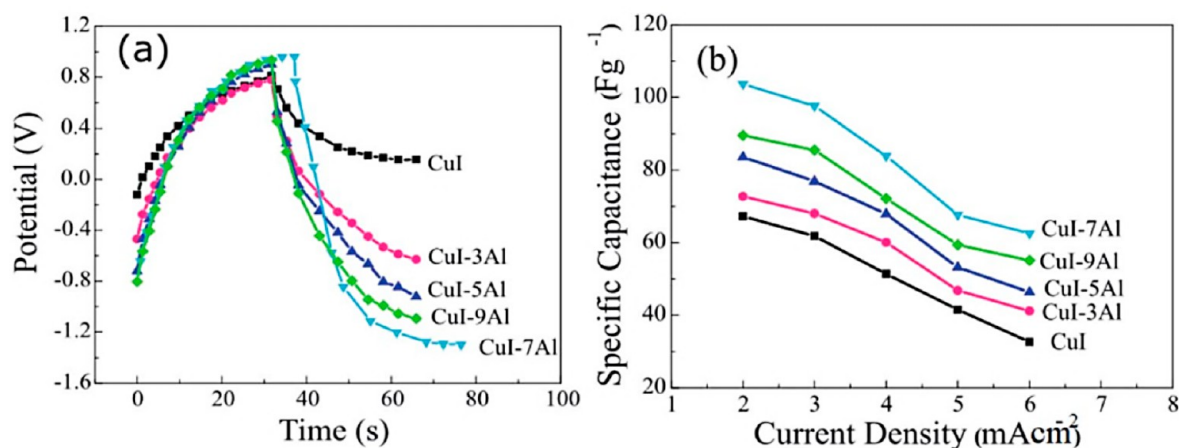 (a)
Potential (V)
1.2
0.8
0.4
0.0
-0.4
-0.8
-1.2
-1.6
CuI
CuI-3Al
CuI-5Al
CuI-9Al
CuI-7Al
0 20 40 60 80 100
Time (s)
(b)
Specific Capacitance (Fg⁻¹)
120
100
80
60
40
20
CuI-7Al
CuI-9Al
CuI-5Al
CuI-3Al
CuI
1 2 3 4 5 6 7 8
Current Density (mAcm⁻²)